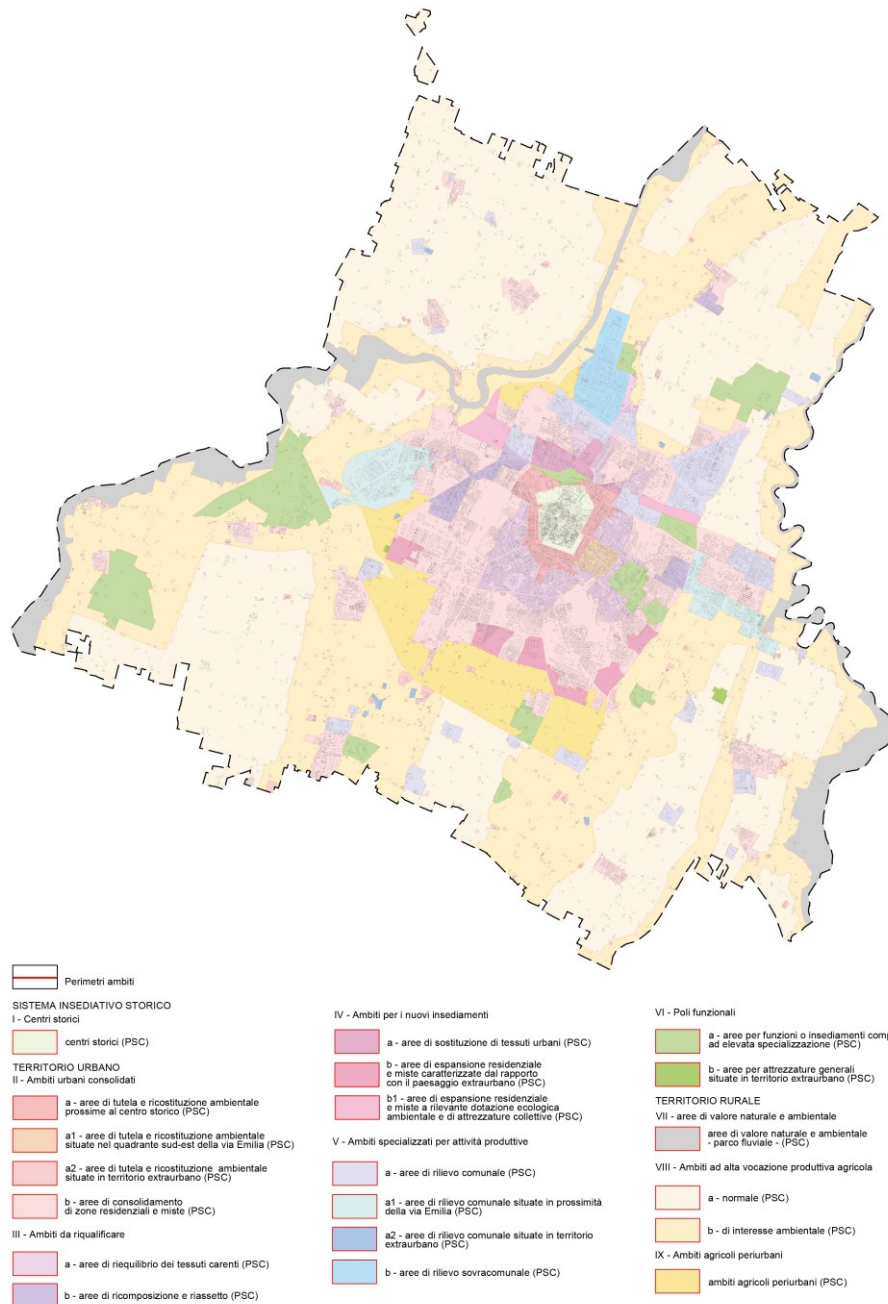 Perimetri ambiti
SISTEMA INSEDIATIVO STORICO
I - Centri storici
centri storici (PSC)
TERRITORIO URBANO
II - Ambiti urbani consolidati
a - aree di tutela e ricostituzione ambientale
prossime al centro storico (PSC)
a1 - aree di tutela e ricostituzione ambientale
situate nel quadrante sud-est della via Emilia (PSC)
a2 - aree di tutela e ricostituzione ambientale
situate in territorio extraurbano (PSC)
b - aree di consolidamento
di zone residenziali e miste (PSC)
III - Ambiti da riqualificare
a - aree di riequilibrio dei tessuti carenti (PSC)
b - aree di ricomposizione e riassetto (PSC)
IV - Ambiti per i nuovi insediamenti
a - aree di sostituzione di tessuti urbani (PSC)
b - aree di espansione residenziale
e miste caratterizzate dal rapporto
con il paesaggio extraurbano (PSC)
b1 - aree di espansione residenziale
e miste a rilevante dotazione ecologica
ambientale e di attrezzature collettive (PSC)
V - Ambiti specializzati per attività produttive
a - aree di rilievo comunale (PSC)
a1 - aree di rilievo comunale situate in prossimità
della via Emilia (PSC)
a2 - aree di rilievo comunale situate in territorio
extraurbano (PSC)
b - aree di rilievo sovracomunale (PSC)
VI - Poli funzionali
a - aree per funzioni o insediamenti comp
ad elevata specializzazione (PSC)
b - aree per attrezzature generali
situate in territorio extraurbano (PSC)
TERRITORIO RURALE
VII - aree di valore naturale e ambientale
aree di valore naturale e ambientale
- parco fluviale - (PSC)
VIII - Ambiti ad alta vocazione produttiva agricola
a - normale (PSC)
b - di interesse ambientale (PSC)
IX - Ambiti agricoli periurbani
ambiti agricoli periurbani (PSC)